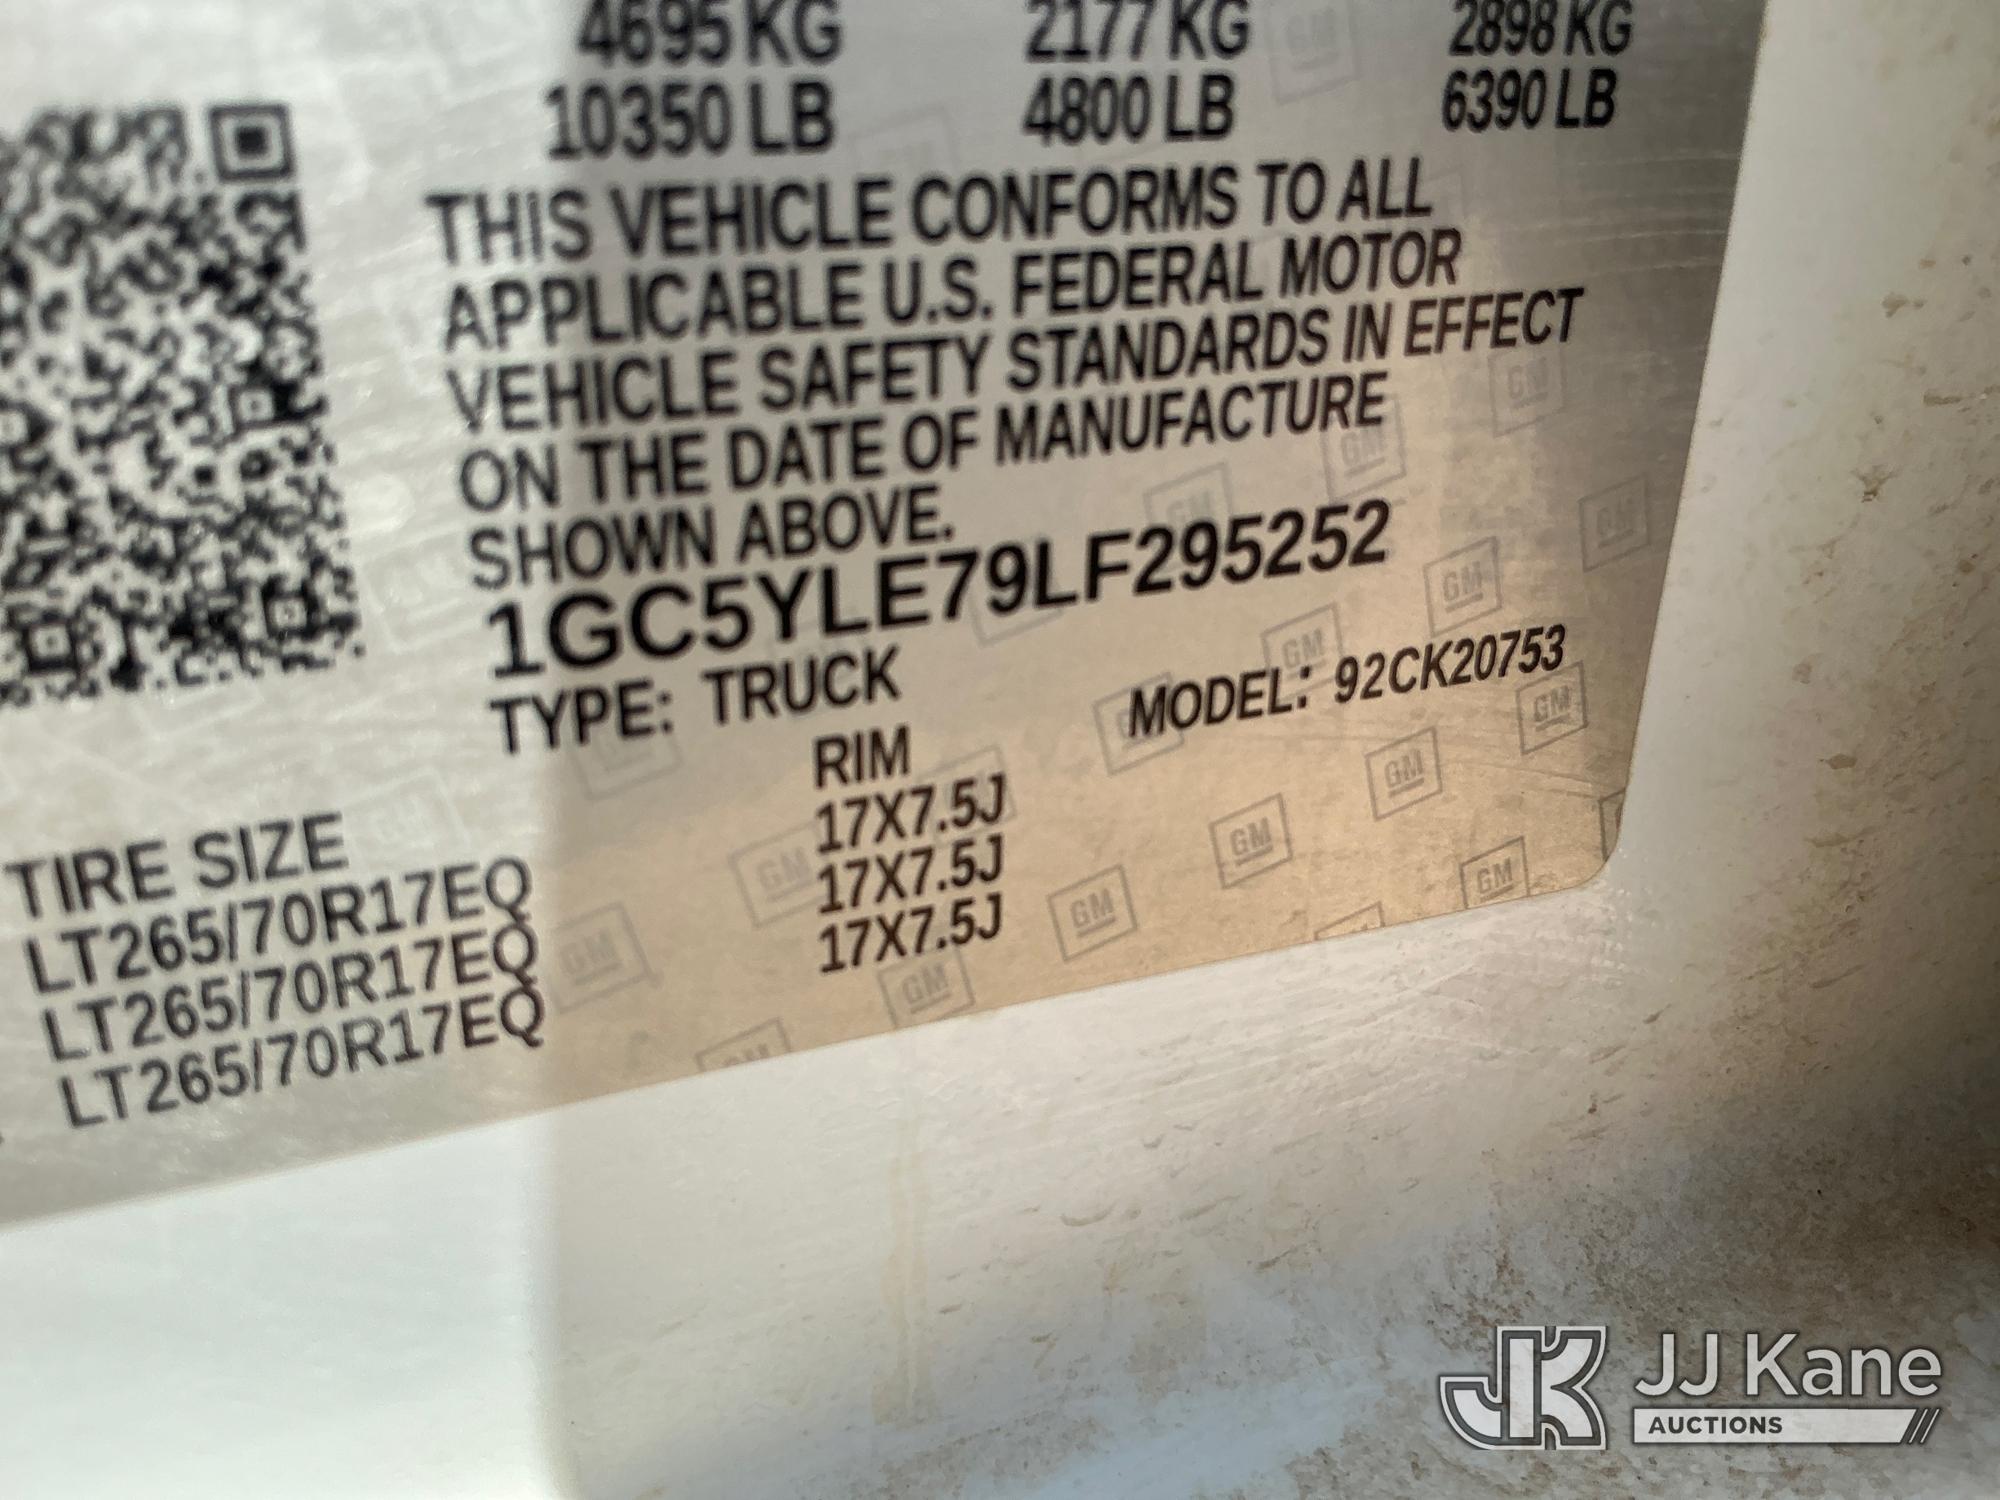 4695 KG 2177 KG 2898 KG
10350 LB 4800 LB 6390 LB
THIS VEHICLE CONFORMS TO ALL
APPLICABLE U.S. FEDERAL MOTOR
VEHICLE SAFETY STANDARDS IN EFFECT
ON THE DATE OF MANUFACTURE
SHOWN ABOVE.
1GC5YLE79LF295252
TYPE: TRUCK MODEL: 92CK20753
TIRE SIZE RIM
LT265/70R17EQ 17X7.5J
LT265/70R17EQ 17X7.5J
LT265/70R17EQ 17X7.5J
GM
JK JJ Kane
AUCTIONS